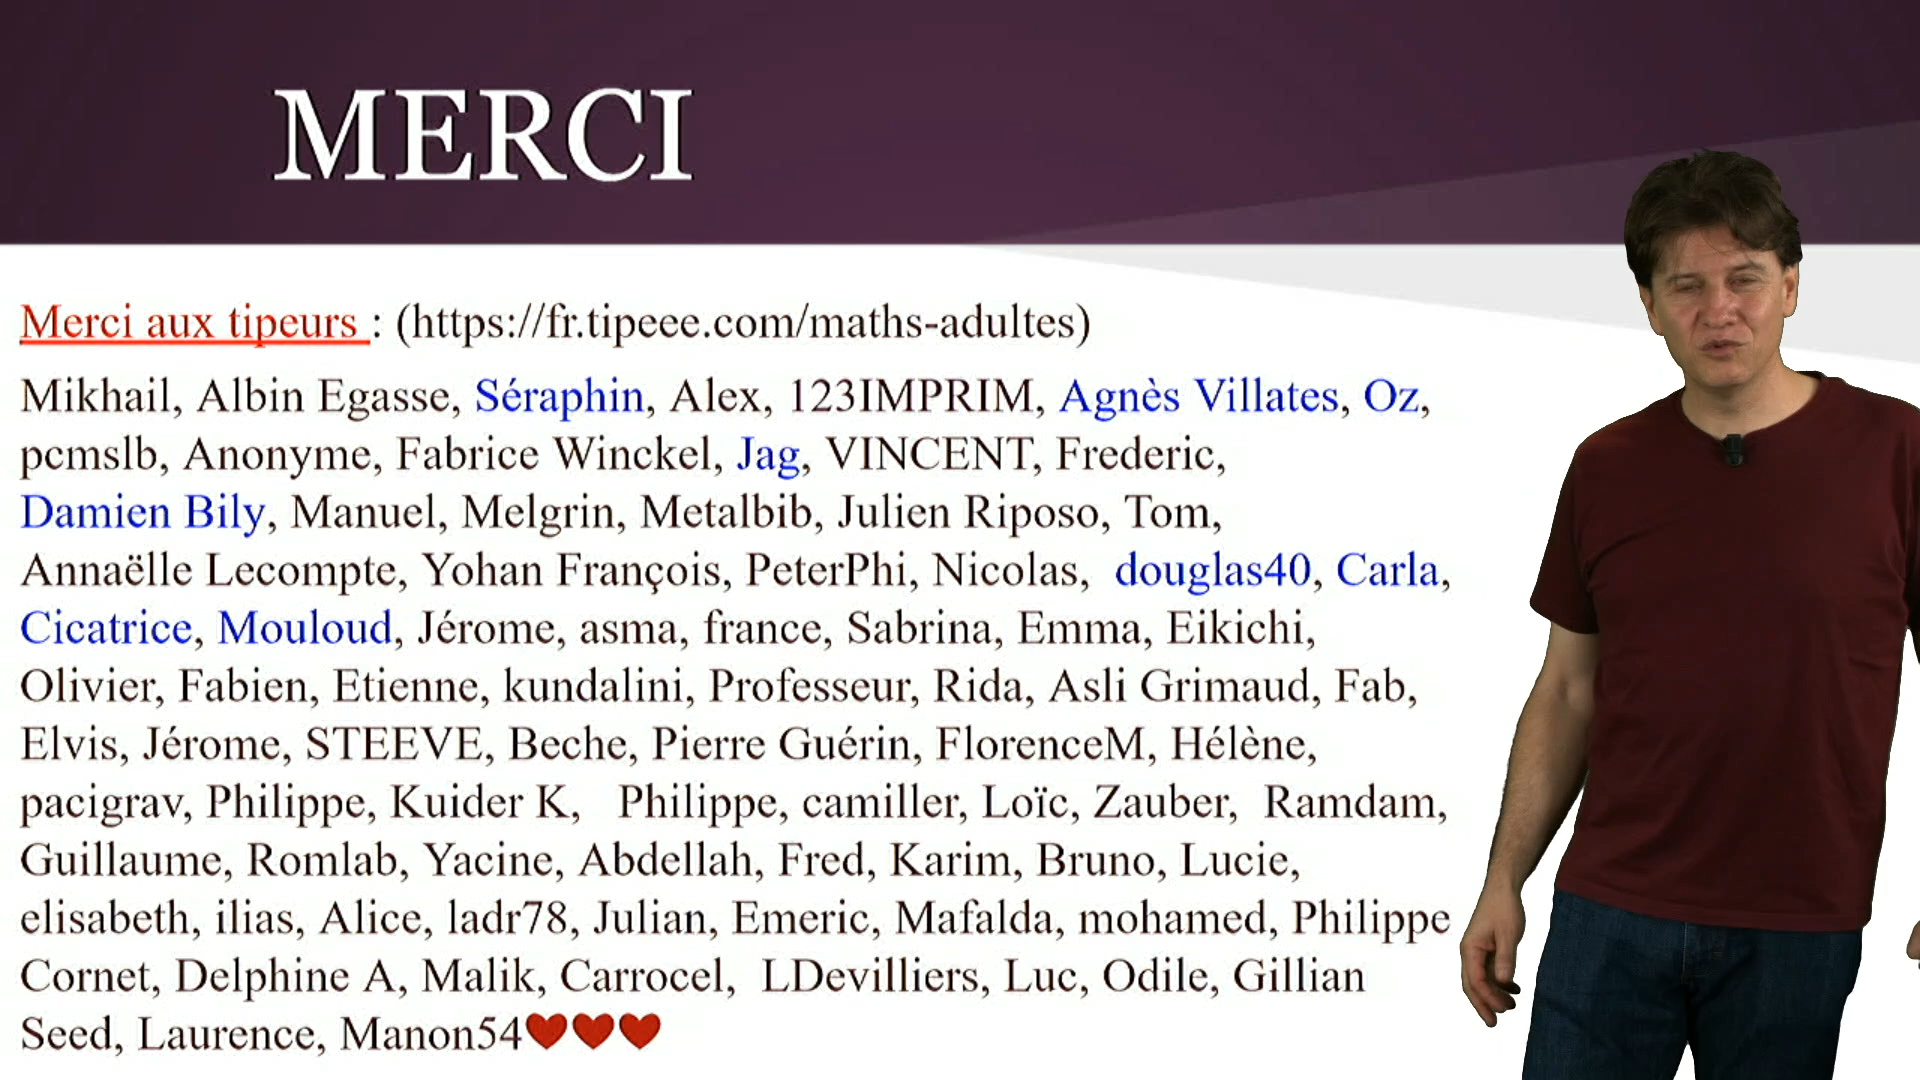 MERCI
Merci aux tipeurs : (https://fr.tipeee.com/maths-adultes)
Mikhail, Albin Egasse, Séraphin, Alex, 123IMPRIM, Agnès Villates, Oz,
pcmslb, Anonyme, Fabrice Winckel, Jag, VINCENT, Frederic,
Damien Bily, Manuel, Melgrin, Metalbib, Julien Riposo, Tom,
Annaëlle Lecompte, Yohan François, PeterPhi, Nicolas, douglas40, Carla,
Cicatrice, Mouloud, Jérome, asma, france, Sabrina, Emma, Eikichi,
Olivier, Fabien, Etienne, kundalini, Professeur, Rida, Asli Grimaud, Fab,
Elvis, Jérome, STEEVE, Beche, Pierre Guérin, FlorenceM, Hélène,
pacigrav, Philippe, Kuider K, Philippe, camiller, Loïc, Zauber, Ramdam,
Guillaume, Romlab, Yacine, Abdellah, Fred, Karim, Bruno, Lucie,
elisabeth, ilias, Alice, ladr78, Julian, Emeric, Mafalda, mohamed, Philippe
Cornet, Delphine A, Malik, Carrocel, LDevilliers, Luc, Odile, Gillian
Seed, Laurence, Manon54❤❤❤